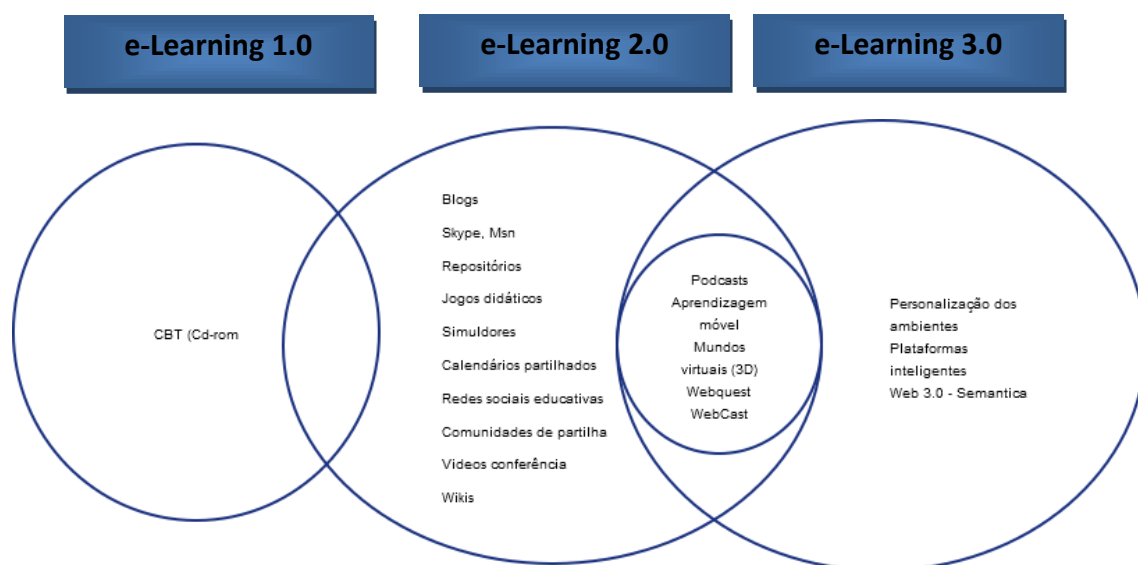 e-Learning 1.0
e-Learning 2.0
e-Learning 3.0
CBT (Cd-rom
Blogs
Skype, Msn
Repositórios
Jogos didáticos
Simuldores
Calendários partilhados
Redes sociais educativas
Comunidades de partilha
Videos conferência
Wikis
Podcasts
Aprendizagem
móvel
Mundos
virtuais (3D)
Webquest
WebCast
Personalização dos
ambientes
Plataformas
inteligentes
Web 3.0 - Semantica